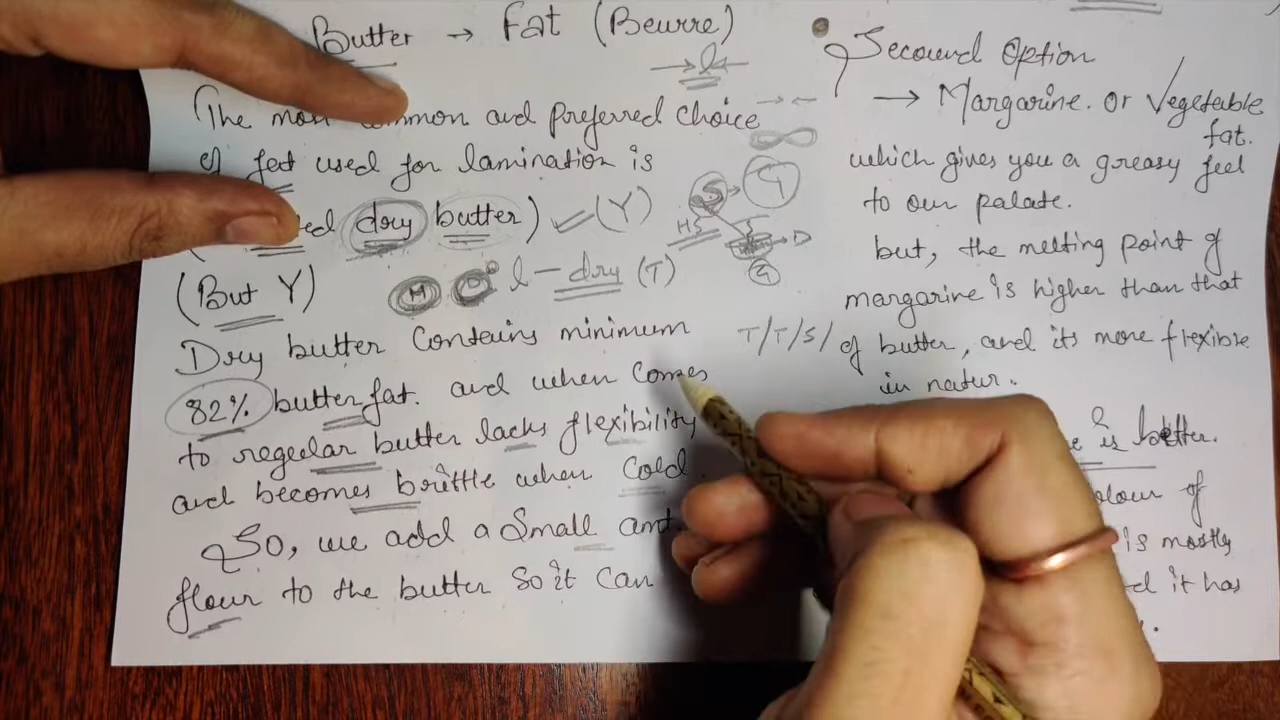 Butter → Fat (Beurre)
→l←
The most common and preferred choice
→ ←
of fat used for lamination is
dry butter) ✓ (Y)
(But Y)
M O l - dry (T)
S → G
HS
D
G
Dry butter contains minimum
82% butterfat. and when comes
to regular butter lacks flexibility
and becomes brittle when cold.
So, we add a small amt
flour to the butter so it can
T/T/S/
Secound Option
→ Margarine. or Vegetable
fat.
which gives you a greasy feel
to our palate.
but, the melting point of
margarine is higher than that
of butter, and its more flexible
in natur.
is better.
colour of
is mostly
it has